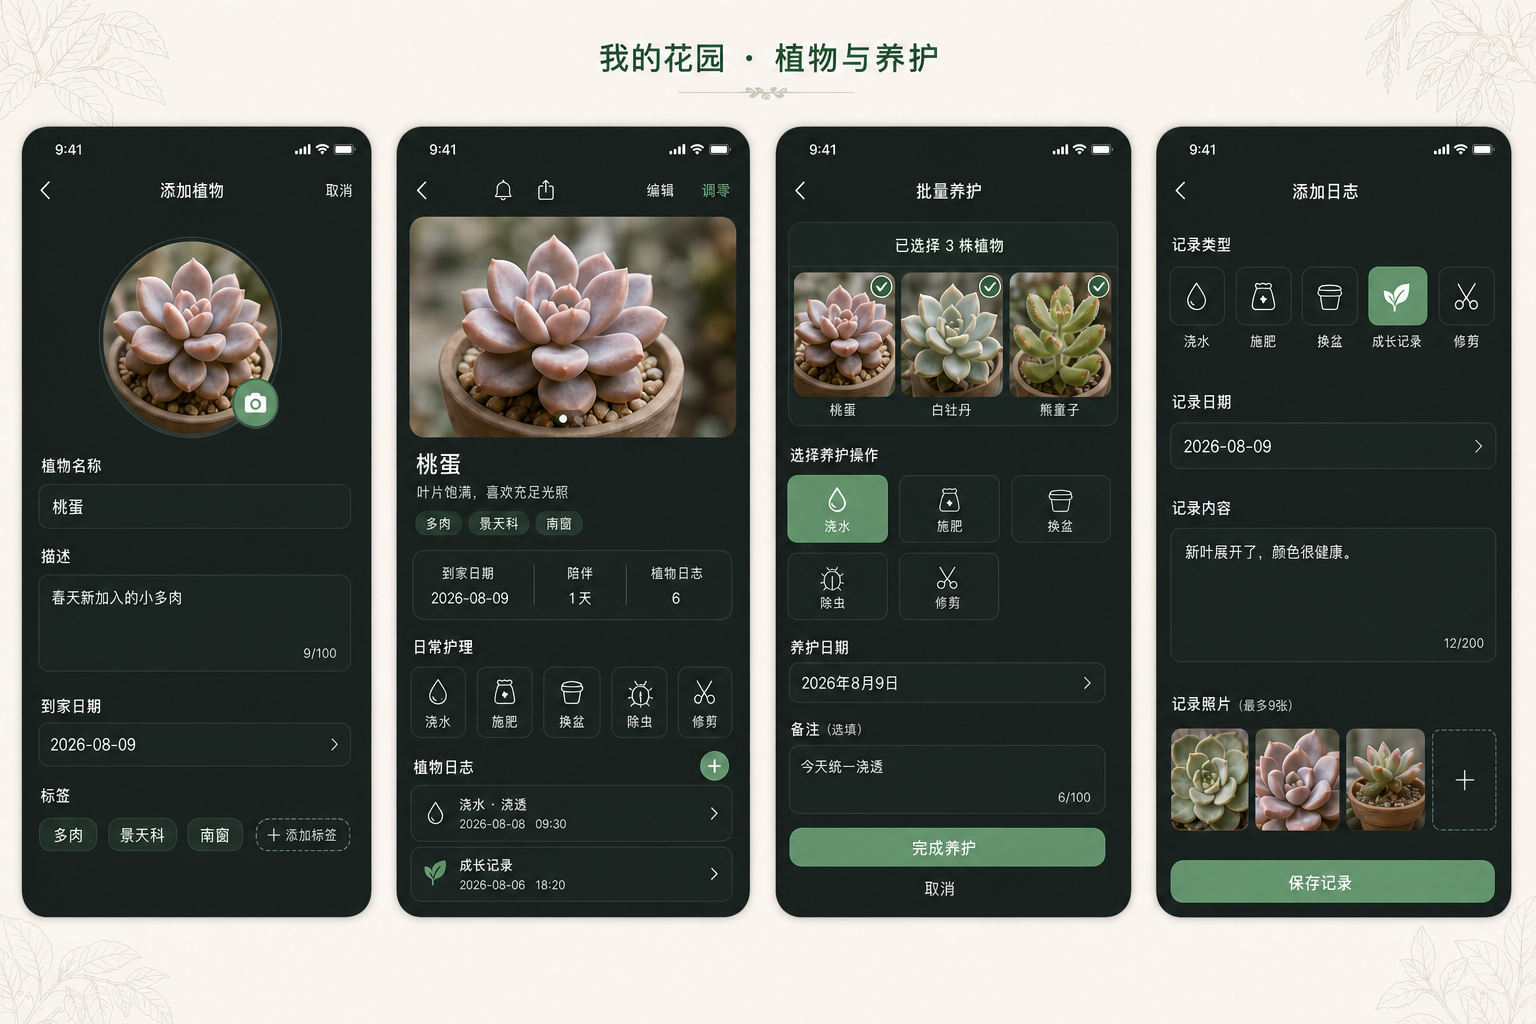 我的花园 · 植物与养护
9:41
添加植物
取消
植物名称
桃蛋
描述
春天新加入的小多肉
9/100
到家日期
2026-08-09
标签
多肉
景天科
南窗
+ 添加标签
9:41
编辑
调零
桃蛋
叶片饱满，喜欢充足光照
多肉
景天科
南窗
到家日期
2026-08-09
陪伴
1 天
植物日志
6
日常护理
浇水
施肥
换盆
除虫
修剪
植物日志
浇水 · 浇透
2026-08-08 09:30
成长记录
2026-08-06 18:20
9:41
批量养护
已选择 3 株植物
桃蛋
白牡丹
熊童子
选择养护操作
浇水
施肥
换盆
除虫
修剪
养护日期
2026年8月9日
备注（选填）
今天统一浇透
6/100
完成养护
取消
9:41
添加日志
记录类型
浇水
施肥
换盆
成长记录
修剪
记录日期
2026-08-09
记录内容
新叶展开了，颜色很健康。
12/200
记录照片（最多9张）
保存记录